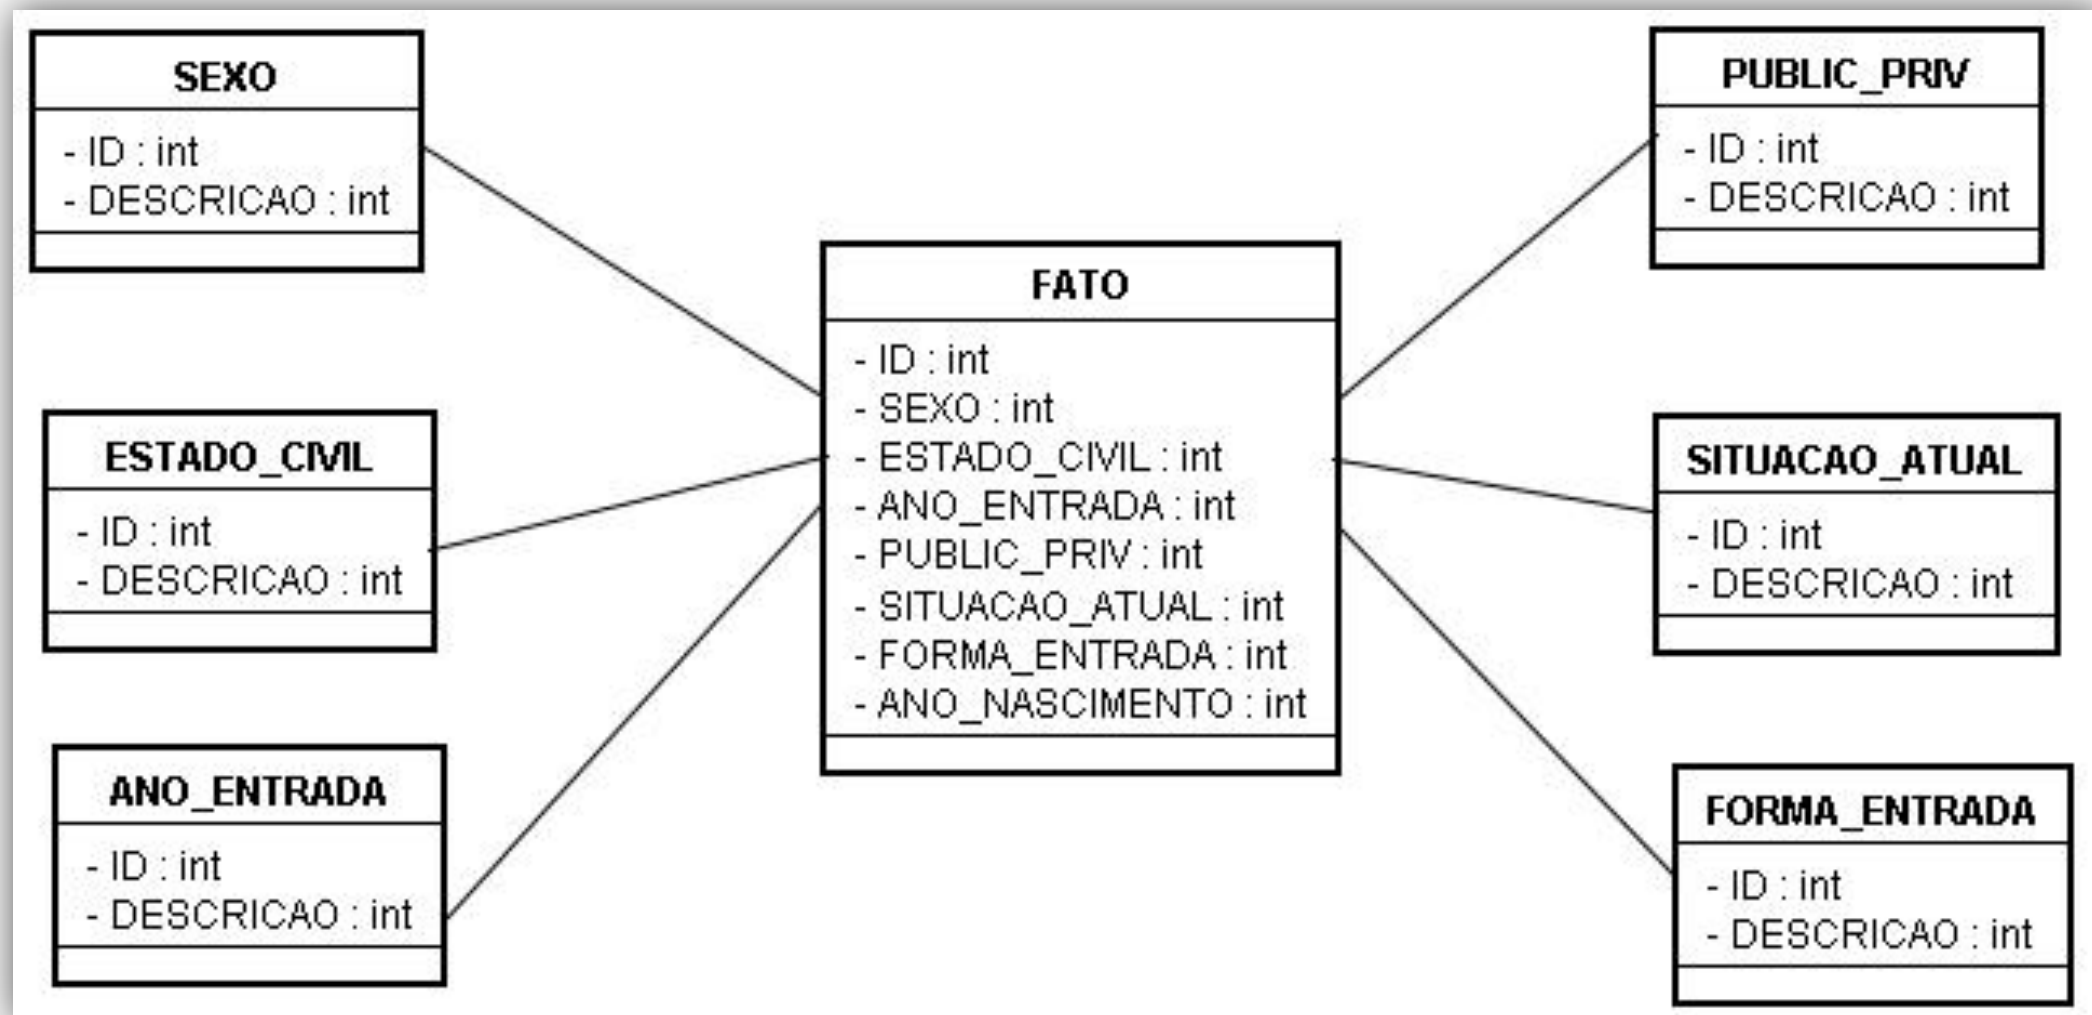 SEXO
- ID : int
- DESCRICAO : int
ESTADO_CIVIL
- ID : int
- DESCRICAO : int
ANO_ENTRADA
- ID : int
- DESCRICAO : int
FATO
- ID : int
- SEXO : int
- ESTADO_CIVIL : int
- ANO_ENTRADA : int
- PUBLIC_PRIV : int
- SITUACAO_ATUAL : int
- FORMA_ENTRADA : int
- ANO_NASCIMENTO : int
PUBLIC_PRIV
- ID : int
- DESCRICAO : int
SITUACAO_ATUAL
- ID : int
- DESCRICAO : int
FORMA_ENTRADA
- ID : int
- DESCRICAO : int